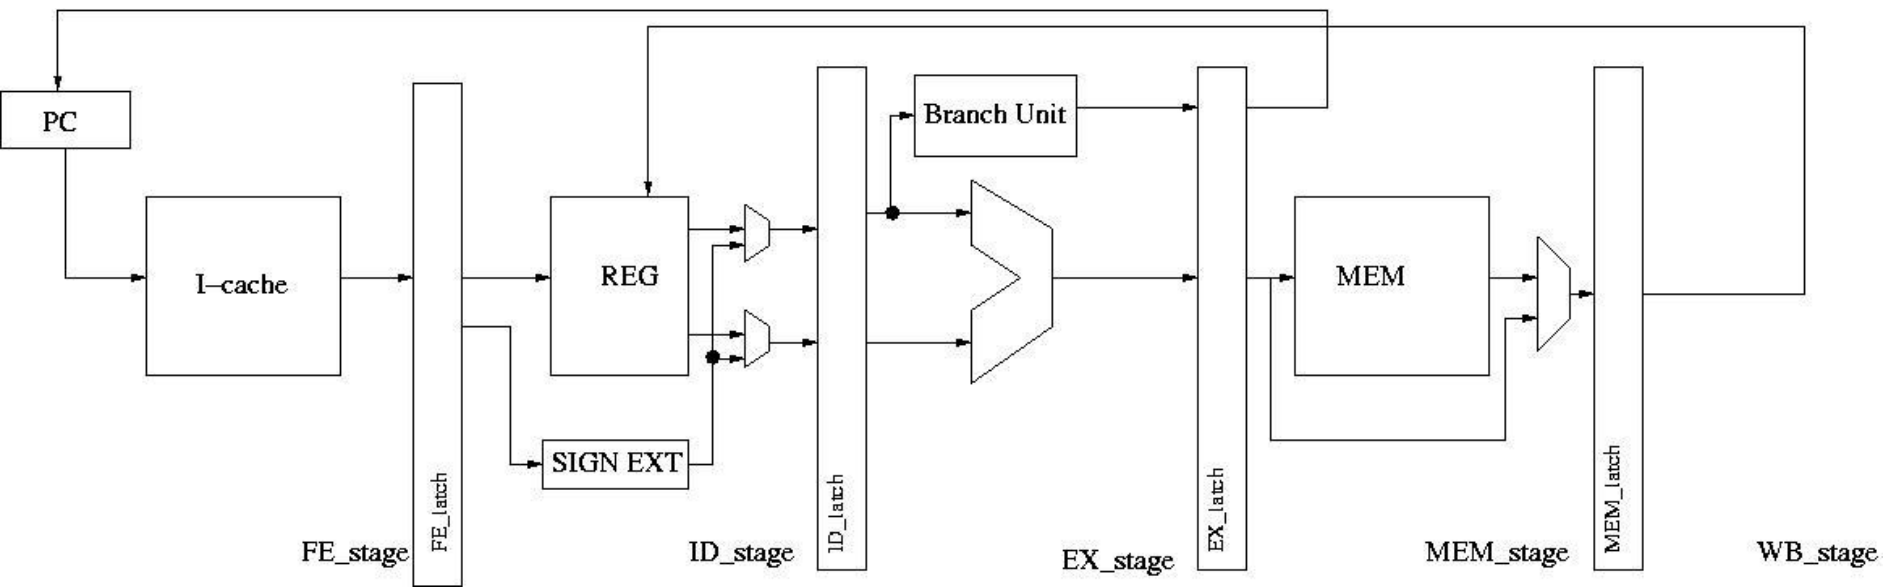 PC
Branch Unit
I–cache
REG
MEM
SIGN EXT
FE_latch
ID_latch
EX_latch
MEM_latch
FE_stage
ID_stage
EX_stage
MEM_stage
WB_stage